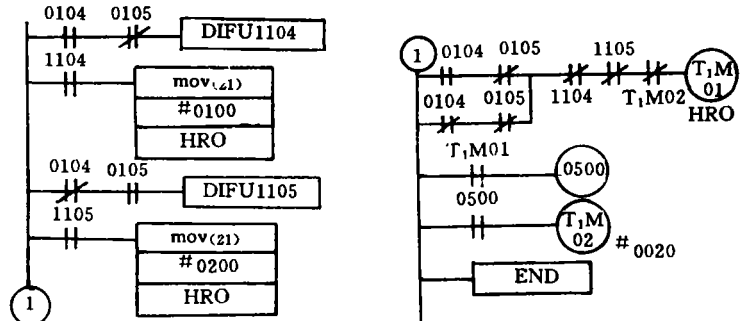 0104 0105
DIFU1104
1104
mov(21)
#0100
HRO
0104 0105
DIFU1105
1105
mov(21)
#0200
HRO
1
1
0104 0105 1105
T₁M
01
0104 0105 1104 T₁M02
HRO
T₁M01
0500
0500
T₁M
02
#0020
END